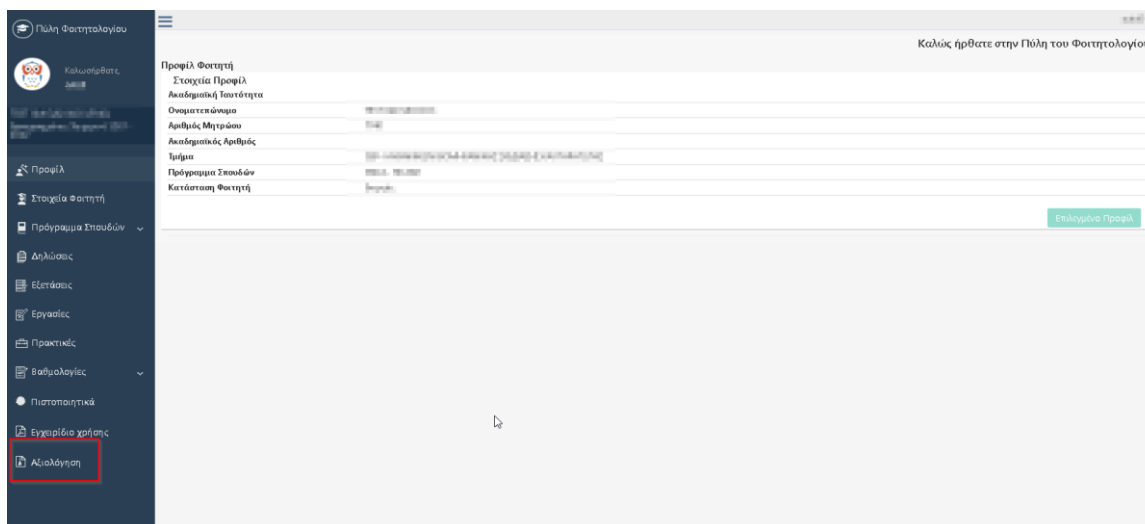 Πύλη Φοιτητολογίου
Καλωσήρθατε,
Προφίλ
Στοιχεία Φοιτητή
Πρόγραμμα Σπουδών
Δηλώσεις
Εξετάσεις
Εργασίες
Πρακτικές
Βαθμολογίες
Πιστοποιητικά
Εγχειρίδιο χρήσης
Αξιολόγηση
Καλώς ήρθατε στην Πύλη του Φοιτητολογίου
Προφίλ Φοιτητή
Στοιχεία Προφίλ
Ακαδημαϊκή Ταυτότητα
Ονοματεπώνυμο
Αριθμός Μητρώου
Ακαδημαϊκός Αριθμός
Τμήμα
Πρόγραμμα Σπουδών
Κατάσταση Φοιτητή
Επιλεγμένο Προφίλ